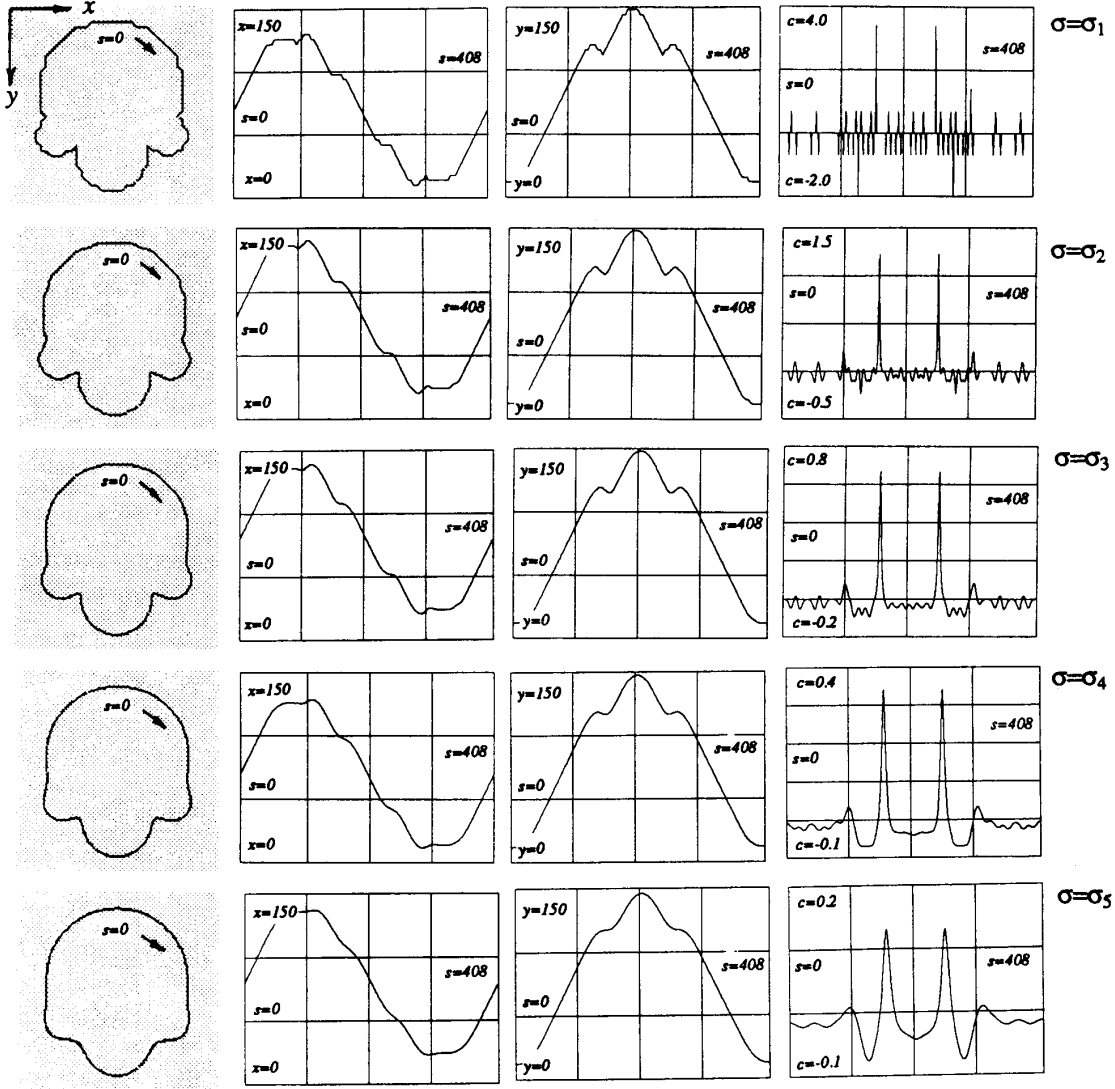 x
y
s=0
x=150
s=408
s=0
x=0
y=150
s=408
s=0
y=0
c=4.0
s=408
s=0
c=-2.0
σ=σ1
s=0
x=150
s=408
s=0
x=0
y=150
s=408
s=0
y=0
c=1.5
s=0
s=408
c=-0.5
σ=σ2
s=0
x=150
s=408
s=0
x=0
y=150
s=408
s=0
y=0
c=0.8
s=408
s=0
c=-0.2
σ=σ3
s=0
x=150
s=408
s=0
x=0
y=150
s=408
s=0
y=0
c=0.4
s=408
s=0
c=-0.1
σ=σ4
s=0
x=150
s=408
s=0
x=0
y=150
s=408
s=0
y=0
c=0.2
s=0
s=408
c=-0.1
σ=σ5